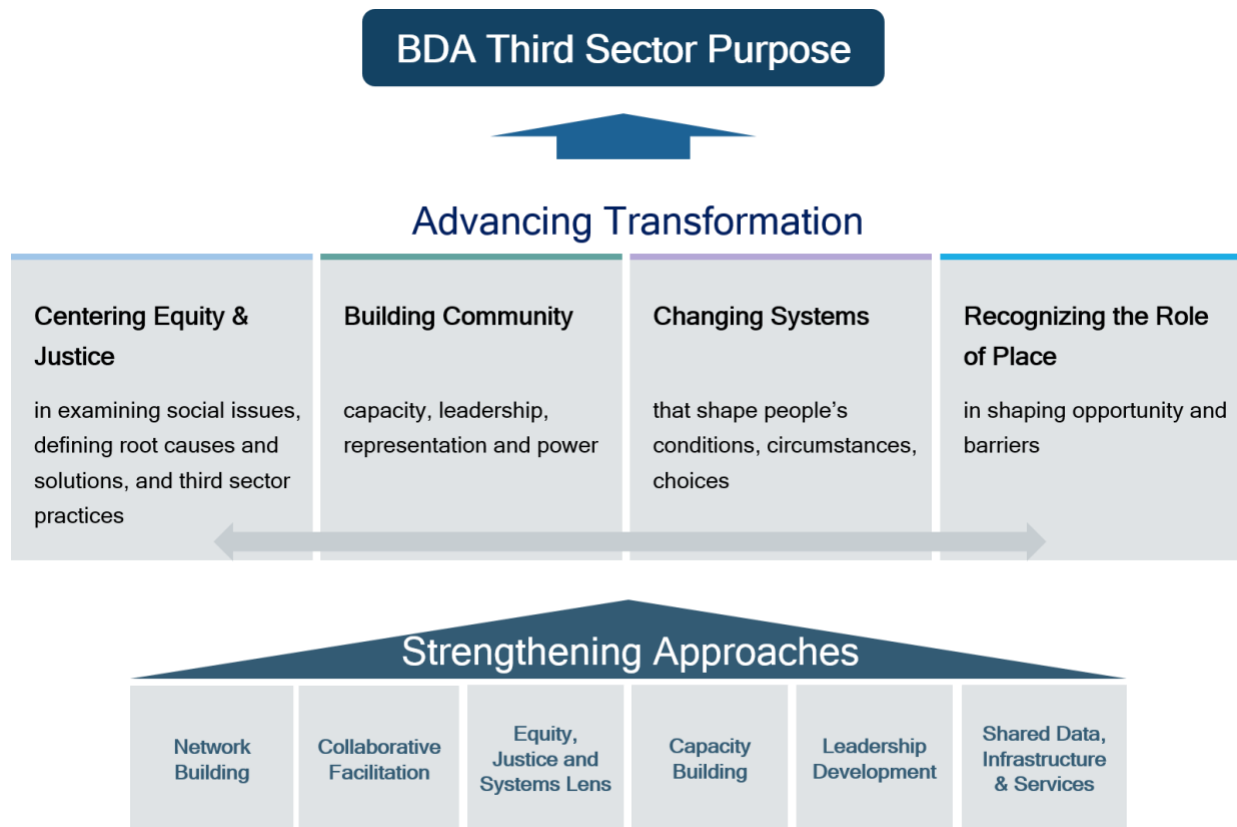 BDA Third Sector Purpose
Advancing Transformation
Centering Equity &
Justice
in examining social issues,
defining root causes and
solutions, and third sector
practices
Building Community
capacity, leadership,
representation and power
Changing Systems
that shape people’s
conditions, circumstances,
choices
Recognizing the Role
of Place
in shaping opportunity and
barriers
Strengthening Approaches
Network
Building
Collaborative
Facilitation
Equity,
Justice and
Systems Lens
Capacity
Building
Leadership
Development
Shared Data,
Infrastructure
& Services